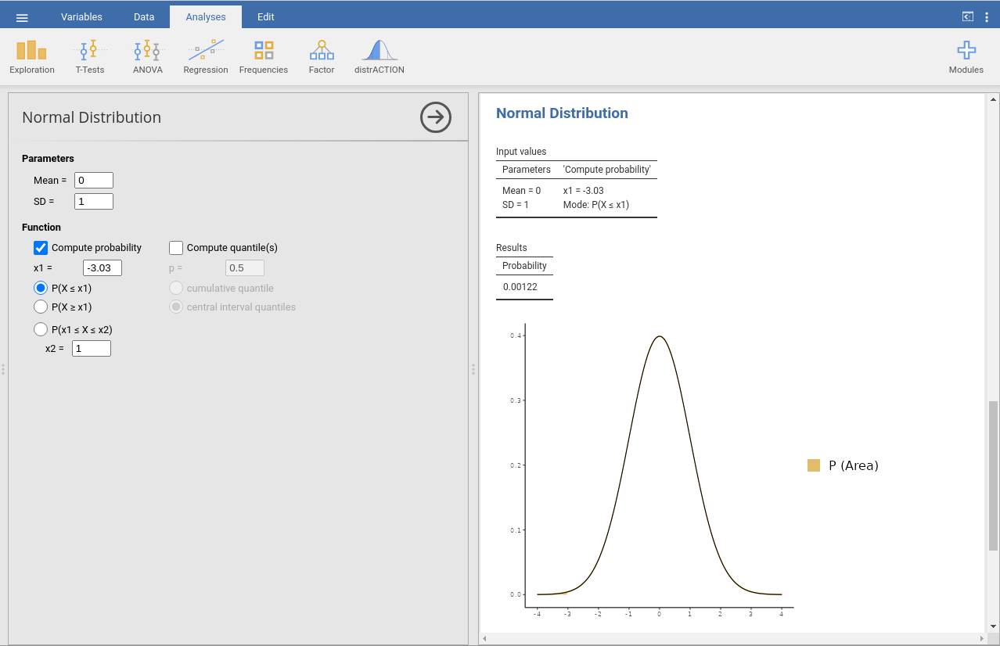 Variables Data Analyses Edit
Exploration T-Tests ANOVA Regression Frequencies Factor distrACTION Modules
Normal Distribution
Parameters
Mean = 0
SD = 1
Function
Compute probability Compute quantile(s)
x1 = -3.03 p = 0.5
P(X ≤ x1) cumulative quantile
P(X ≥ x1) central interval quantiles
P(x1 ≤ X ≤ x2)
x2 = 1
Normal Distribution
Input values
Parameters 'Compute probability'
Mean = 0 x1 = -3.03
SD = 1 Mode: P(X ≤ x1)
Results
Probability
0.00122
0.4
0.3
0.2
0.1
0.0
-4 -3 -2 -1 0 1 2 3 4
P (Area)